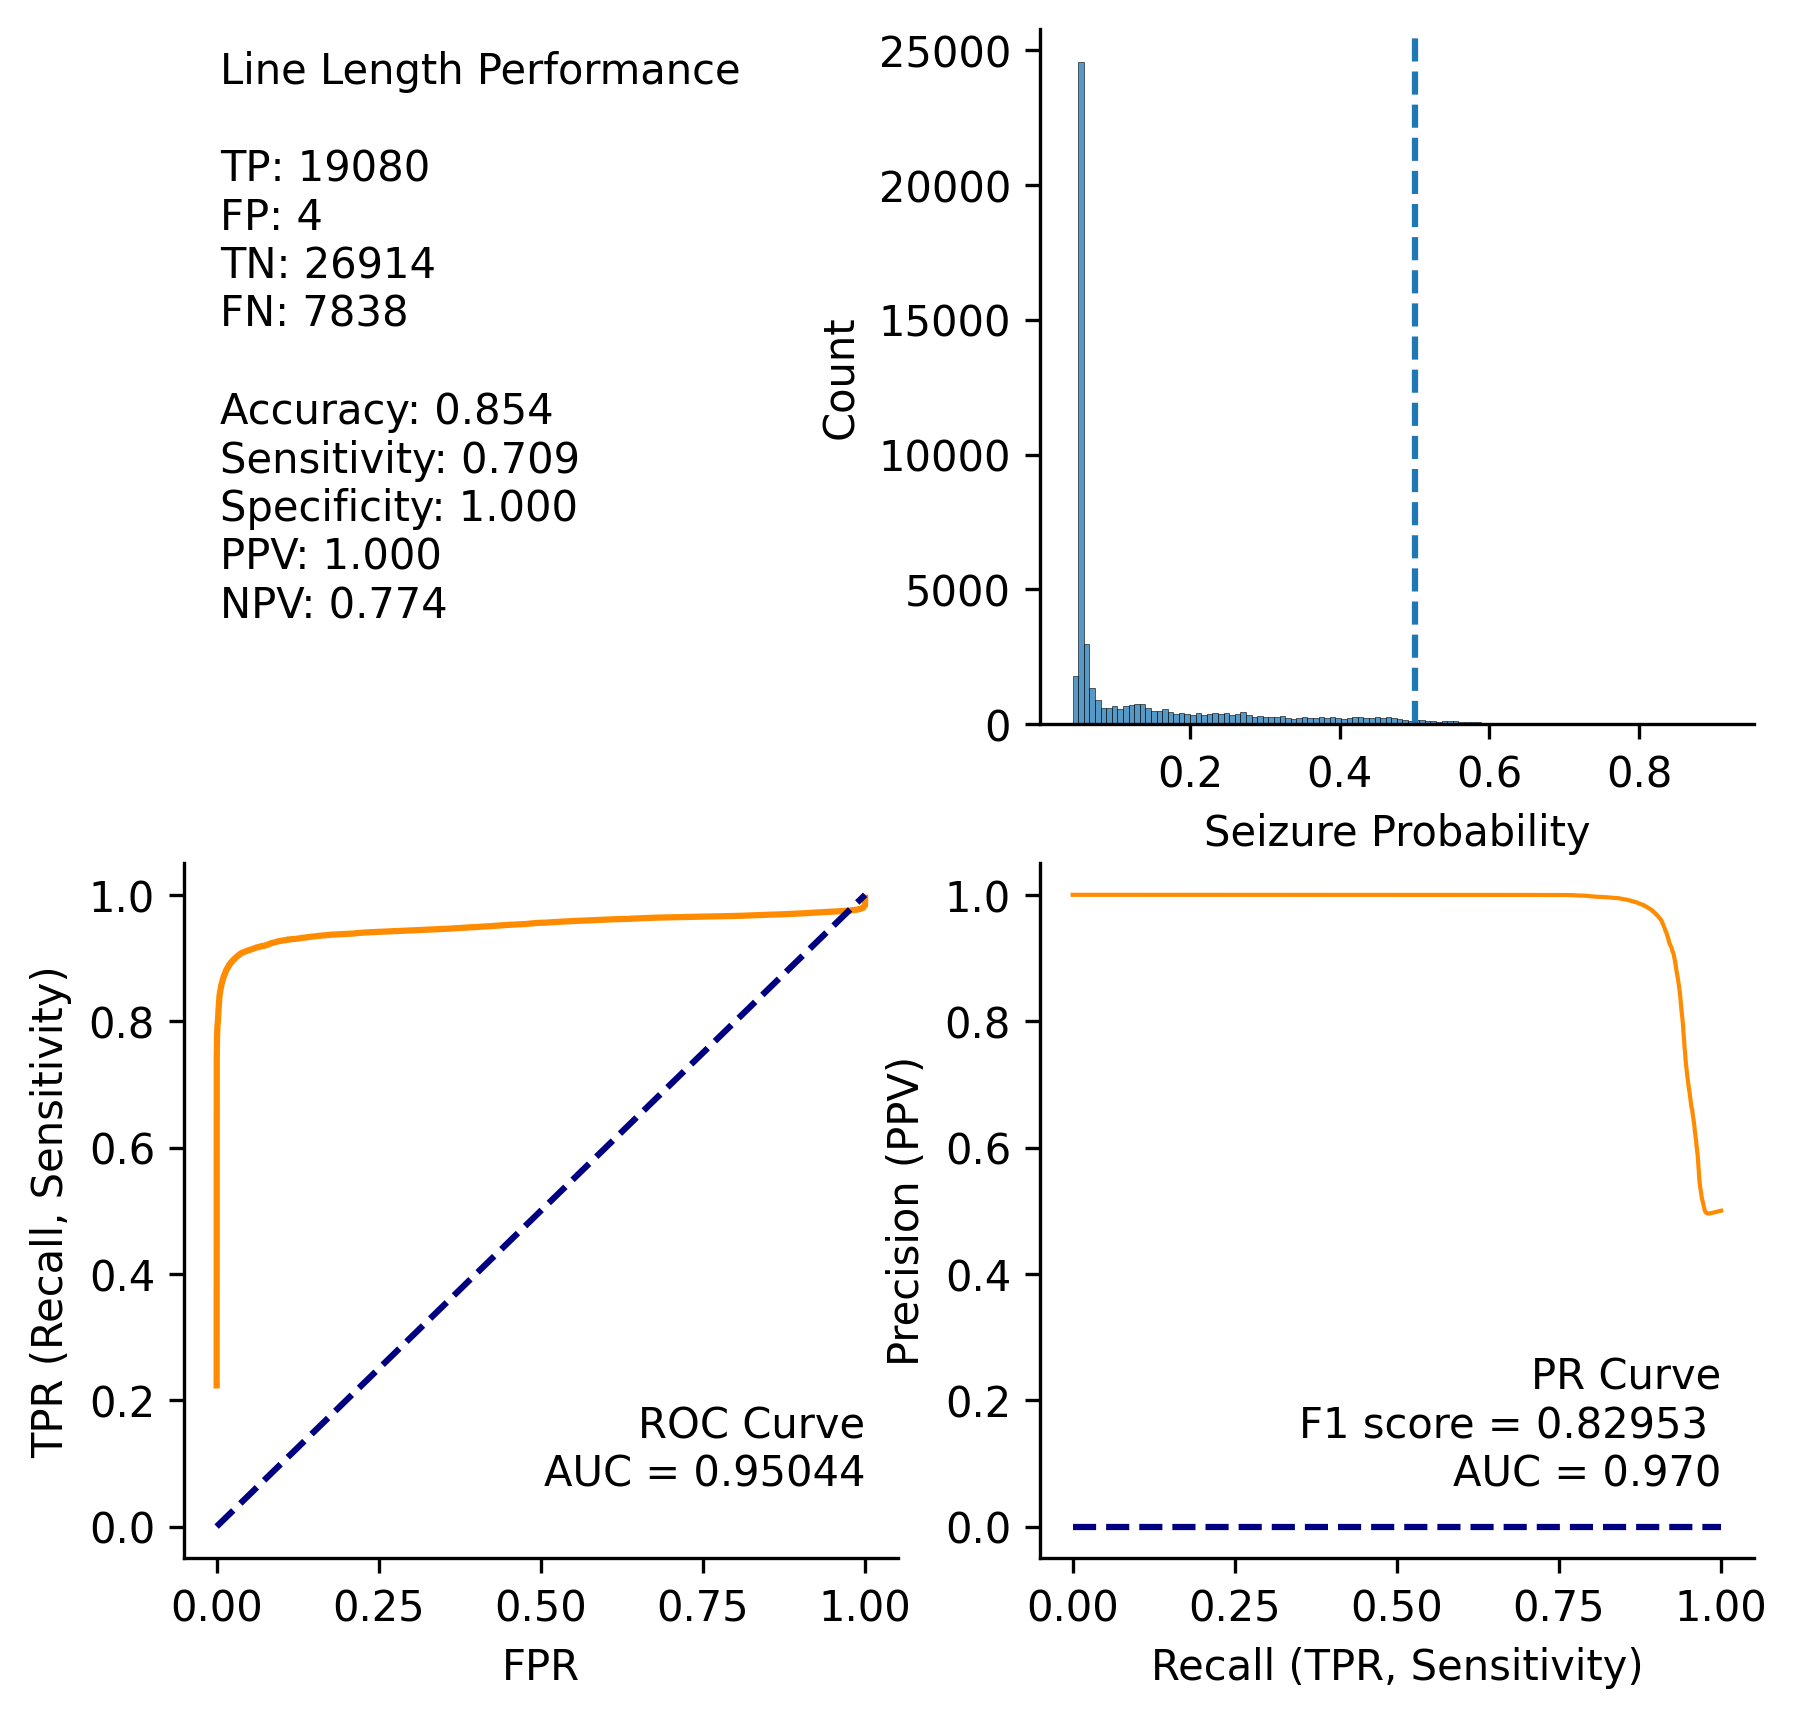 Line Length Performance
TP: 19080
FP: 4
TN: 26914
FN: 7838
Accuracy: 0.854
Sensitivity: 0.709
Specificity: 1.000
PPV: 1.000
NPV: 0.774
25000
20000
15000
10000
5000
0
Count
0.2 0.4 0.6 0.8
Seizure Probability
1.0
0.8
0.6
0.4
0.2
0.0
TPR (Recall, Sensitivity)
ROC Curve
AUC = 0.95044
0.00 0.25 0.50 0.75 1.00
FPR
1.0
0.8
0.6
0.4
0.2
0.0
Precision (PPV)
PR Curve
F1 score = 0.82953
AUC = 0.970
0.00 0.25 0.50 0.75 1.00
Recall (TPR, Sensitivity)